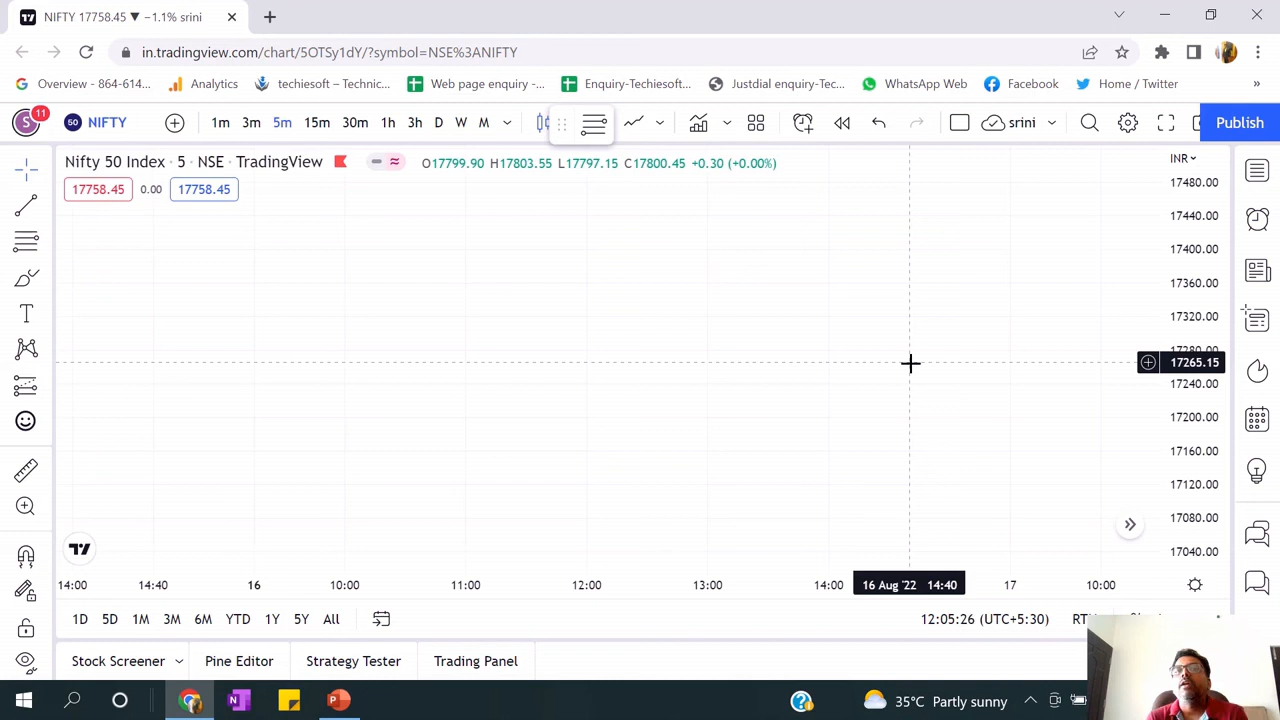 NIFTY 17758.45 ▼ −1.1% srini
in.tradingview.com/chart/5OTSy1dY/?symbol=NSE%3ANIFTY
Overview - 864-614...
Analytics
techiesoft – Technic...
Web page enquiry -...
Enquiry-Techiesoft...
Justdial enquiry-Tec...
WhatsApp Web
Facebook
Home / Twitter
»
S 11
50 NIFTY
1m 3m 5m 15m 30m 1h 3h D W M
srini
Publish
Nifty 50 Index · 5 · NSE · TradingView
O17799.90 H17803.55 L17797.15 C17800.45 +0.30 (+0.00%)
INR
17758.45 0.00 17758.45
17480.00
17440.00
17400.00
17360.00
17320.00
17280.00
17265.15
17240.00
17200.00
17160.00
17120.00
17080.00
17040.00
14:00 14:40 16 10:00 11:00 12:00 13:00 14:00 16 Aug '22 14:40 17 10:00
1D 5D 1M 3M 6M YTD 1Y 5Y All
12:05:26 (UTC+5:30)
Stock Screener
Pine Editor
Strategy Tester
Trading Panel
35°C Partly sunny